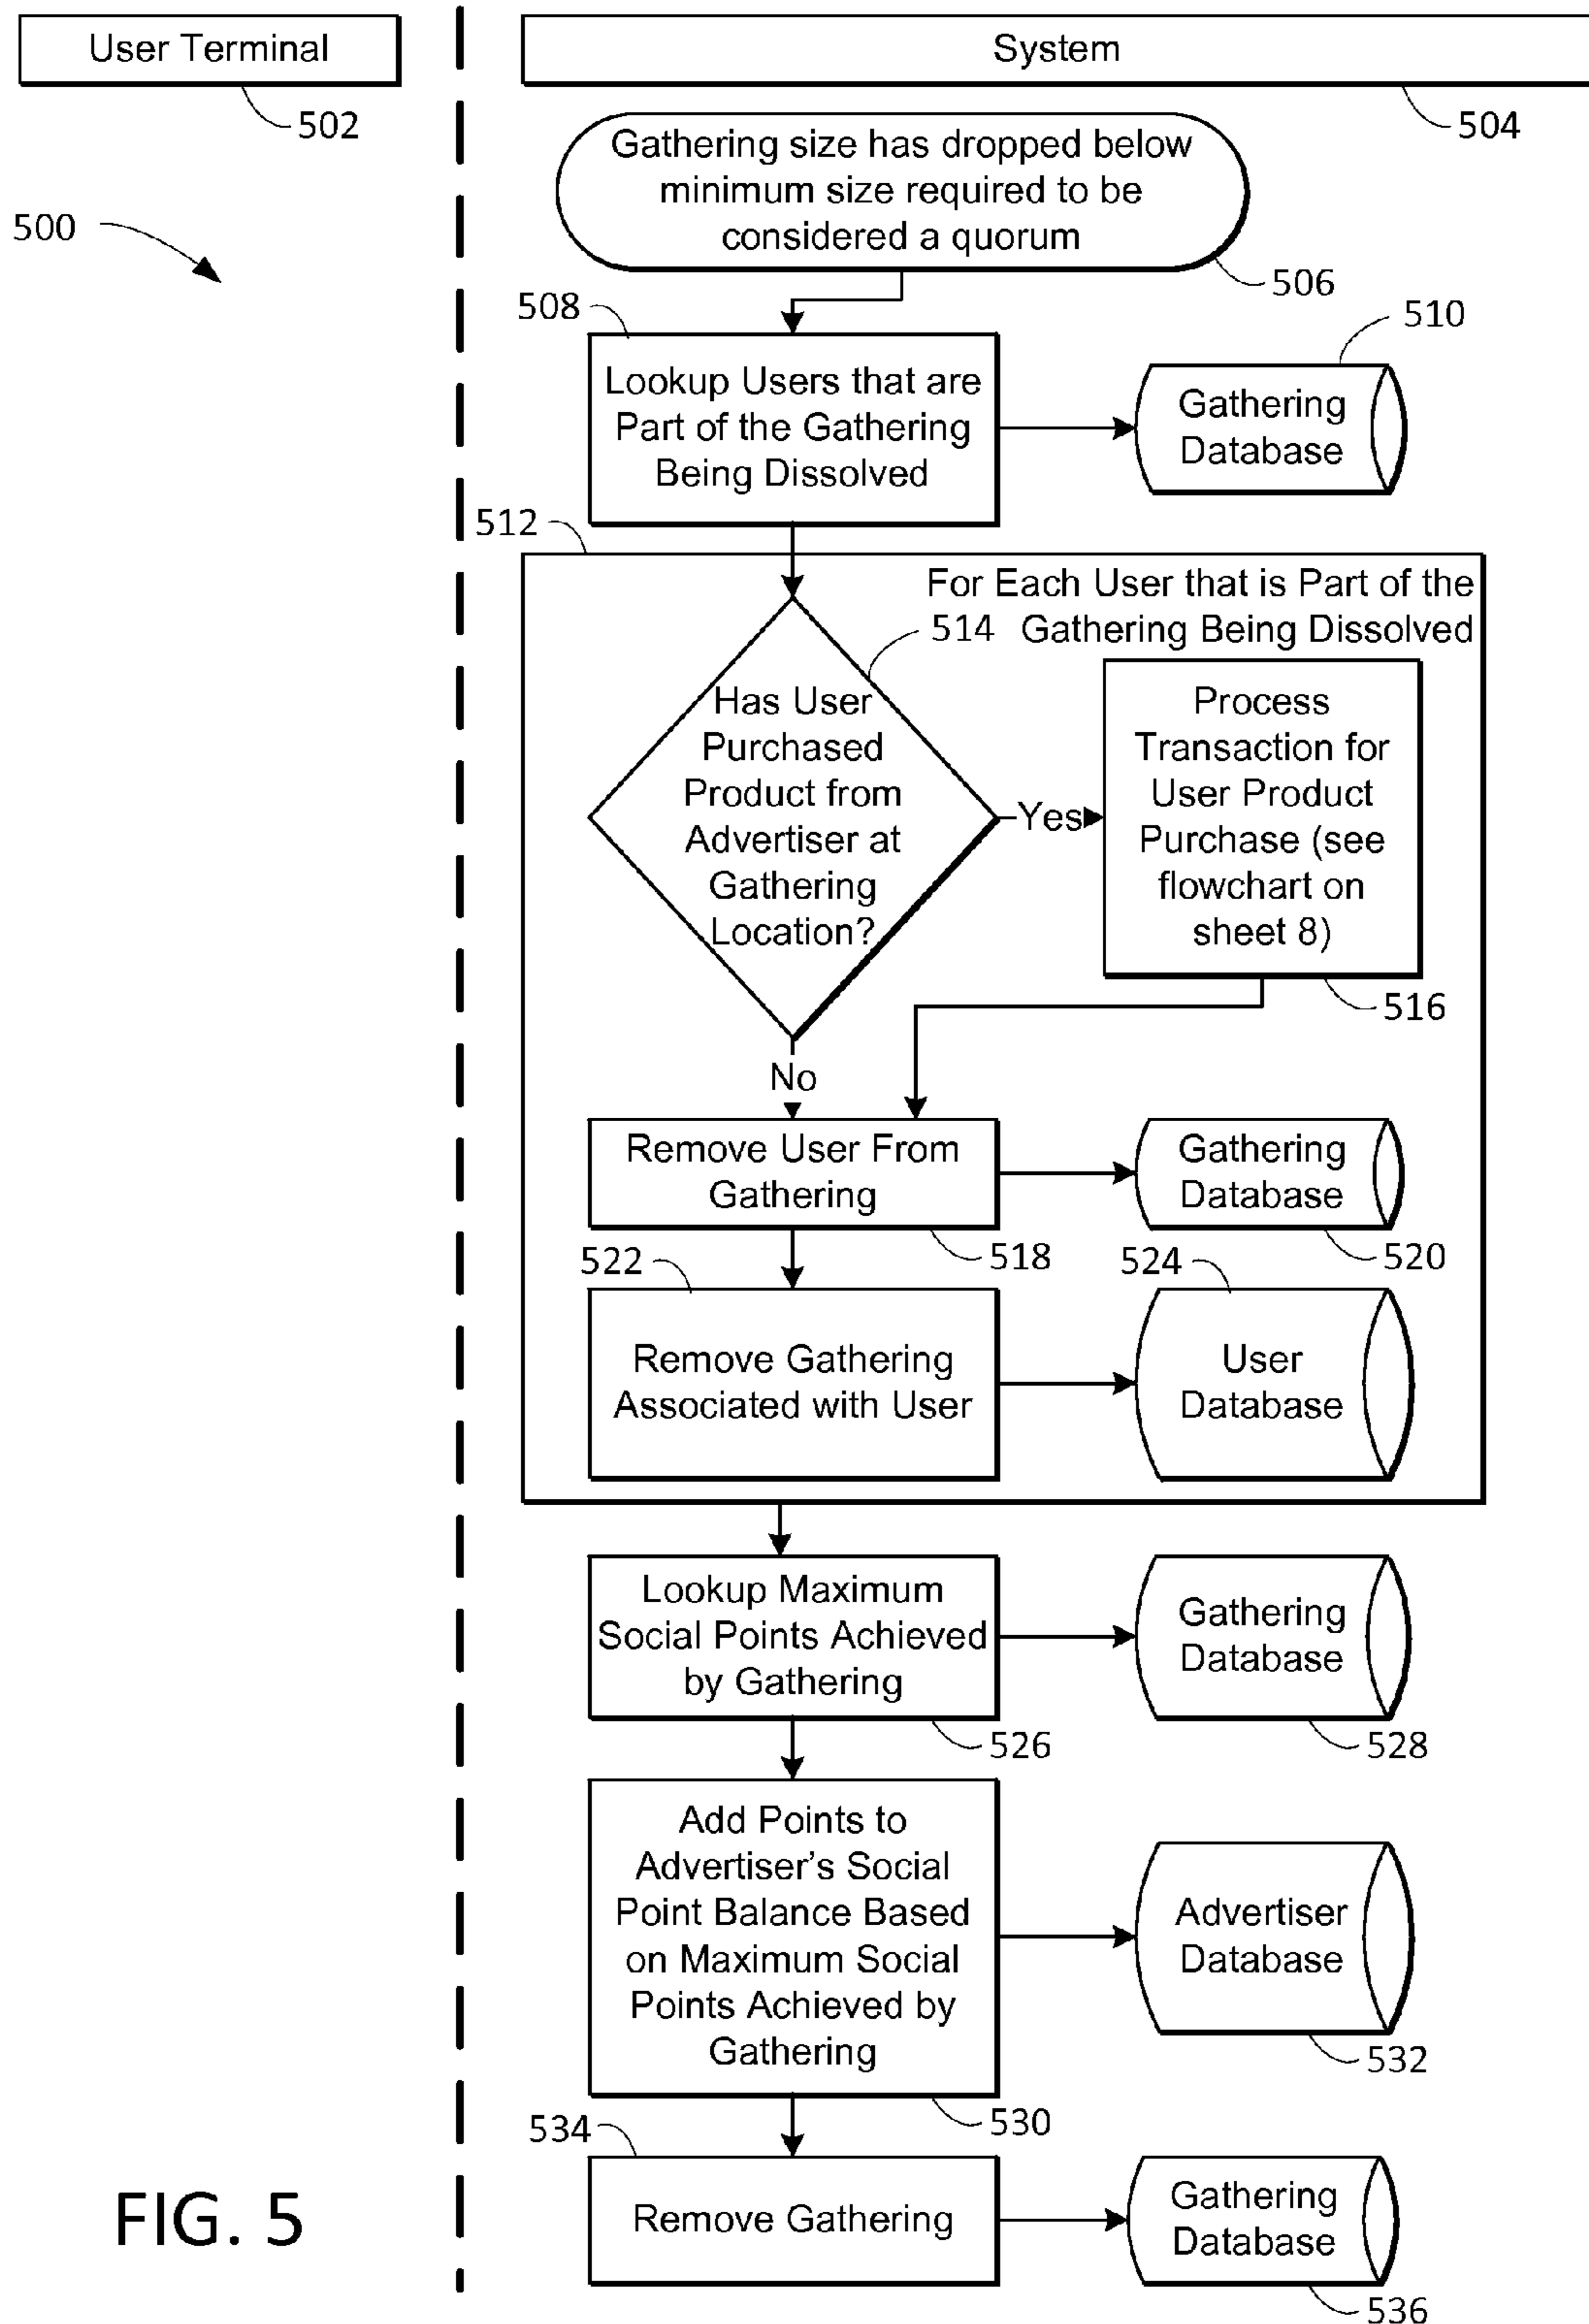 User Terminal
System
502
504
500
Gathering size has dropped below
minimum size required to be
considered a quorum
506
508
Lookup Users that are
Part of the Gathering
Being Dissolved
510
Gathering
Database
512
For Each User that is Part of the
Gathering Being Dissolved
514
Has User
Purchased
Product from
Advertiser at
Gathering
Location?
Yes
Process
Transaction for
User Product
Purchase (see
flowchart on
sheet 8)
516
No
Remove User From
Gathering
518
Gathering
Database
520
522
Remove Gathering
Associated with User
524
User
Database
Lookup Maximum
Social Points Achieved
by Gathering
526
Gathering
Database
528
Add Points to
Advertiser’s Social
Point Balance Based
on Maximum Social
Points Achieved by
Gathering
530
Advertiser
Database
532
534
Remove Gathering
Gathering
Database
536
FIG. 5